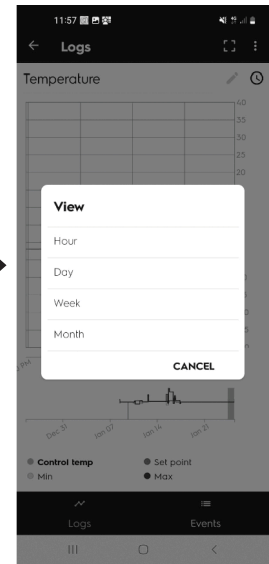 11:57
Logs
Temperature
40
35
30
25
20
View
Hour
Day
Week
Month
CANCEL
PM
Dec 31
Jan 07
Jan 14
Jan 21
Control temp
Set point
Min
Max
Logs
Events